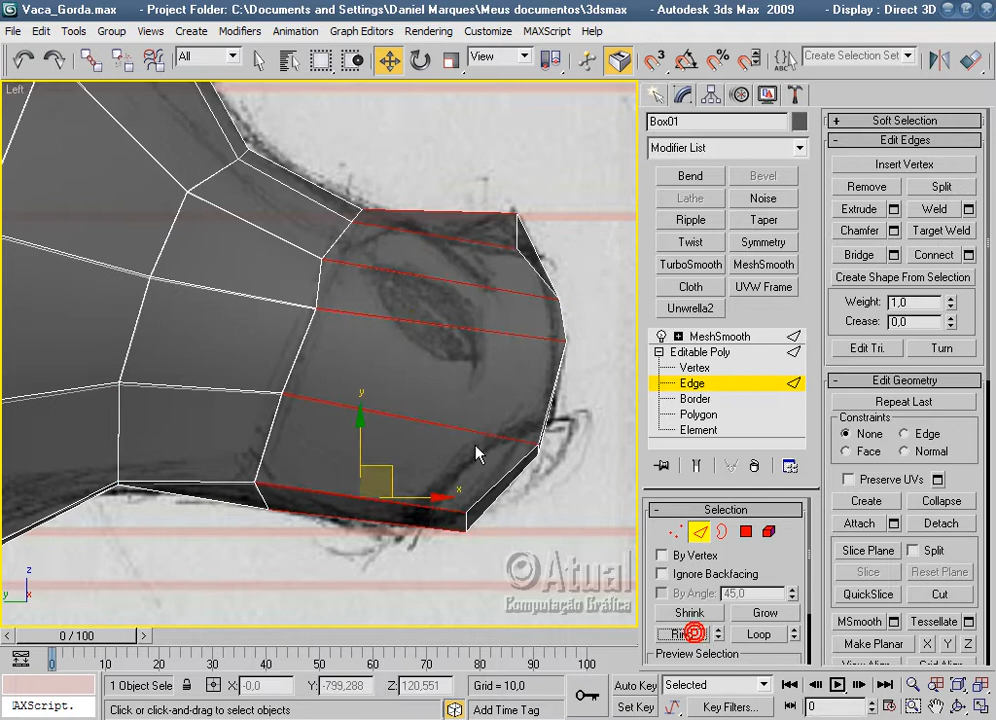 Vaca_Gorda.max - Project Folder: C:\Documents and Settings\Daniel Marques\Meus documentos\3dsmax - Autodesk 3ds Max 2009 - Display : Direct 3D
File Edit Tools Group Views Create Modifiers Animation Graph Editors Rendering Customize MAXScript Help
All View Create Selection Set
Left
Box01
Modifier List
Bend Bevel
Lathe Noise
Ripple Taper
Twist Symmetry
TurboSmooth MeshSmooth
Cloth UVW Frame
Unwrella2
MeshSmooth
Editable Poly
Vertex
Edge
Border
Polygon
Element
Selection
By Vertex
Ignore Backfacing
By Angle: 45,0
Shrink Grow
Loop
Preview Selection
Soft Selection
Edit Edges
Insert Vertex
Remove Split
Extrude Weld
Chamfer Target Weld
Bridge Connect
Create Shape From Selection
Weight: 1,0
Crease: 0,0
Edit Tri. Turn
Edit Geometry
Repeat Last
Constraints
None Edge
Face Normal
Preserve UVs
Create Collapse
Attach Detach
Slice Plane Split
Slice Reset Plane
QuickSlice Cut
MSmooth Tessellate
Make Planar X Y Z
View Align Grid Align
y
x
z
y x
Atual
Computação Gráfica
0 / 100
0 10 20 30 40 50 60 70 80 90 100
1 Object Sele X: -0,0 Y: -799,288 Z: 120,551 Grid = 10,0 Auto Key Selected
AXScript. Click or click-and-drag to select objects Add Time Tag Set Key Key Filters... 0